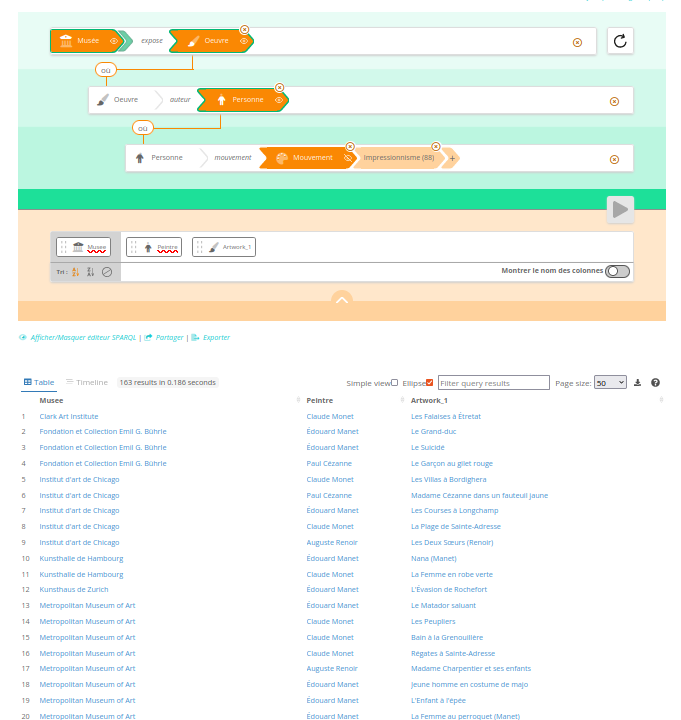 Musée expose Oeuvre
où
Oeuvre auteur Personne
où
Personne mouvement Mouvement Impressionnisme (88) +
Musee Peintre Artwork_1
Tri :
Montrer le nom des colonnes
Afficher/Masquer éditeur SPARQL | Partager | Exporter
Table Timeline 163 results in 0.186 seconds Simple view Ellipse Filter query results Page size: 50
Musee Peintre Artwork_1
1 Clark Art Institute Claude Monet Les Falaises à Étretat
2 Fondation et Collection Emil G. Bührle Édouard Manet Le Grand-duc
3 Fondation et Collection Emil G. Bührle Édouard Manet Le Suicidé
4 Fondation et Collection Emil G. Bührle Paul Cézanne Le Garçon au gilet rouge
5 Institut d'art de Chicago Claude Monet Les Villas à Bordighera
6 Institut d'art de Chicago Paul Cézanne Madame Cézanne dans un fauteuil jaune
7 Institut d'art de Chicago Édouard Manet Les Courses à Longchamp
8 Institut d'art de Chicago Claude Monet La Plage de Sainte-Adresse
9 Institut d'art de Chicago Auguste Renoir Les Deux Sœurs (Renoir)
10 Kunsthalle de Hambourg Édouard Manet Nana (Manet)
11 Kunsthalle de Hambourg Claude Monet La Femme en robe verte
12 Kunsthaus de Zurich Édouard Manet L'Évasion de Rochefort
13 Metropolitan Museum of Art Édouard Manet Le Matador saluant
14 Metropolitan Museum of Art Claude Monet Les Peupliers
15 Metropolitan Museum of Art Claude Monet Bain à la Grenouillère
16 Metropolitan Museum of Art Claude Monet Régates à Sainte-Adresse
17 Metropolitan Museum of Art Auguste Renoir Madame Charpentier et ses enfants
18 Metropolitan Museum of Art Édouard Manet Jeune homme en costume de majo
19 Metropolitan Museum of Art Édouard Manet L'Enfant à l'épée
20 Metropolitan Museum of Art Édouard Manet La Femme au perroquet (Manet)